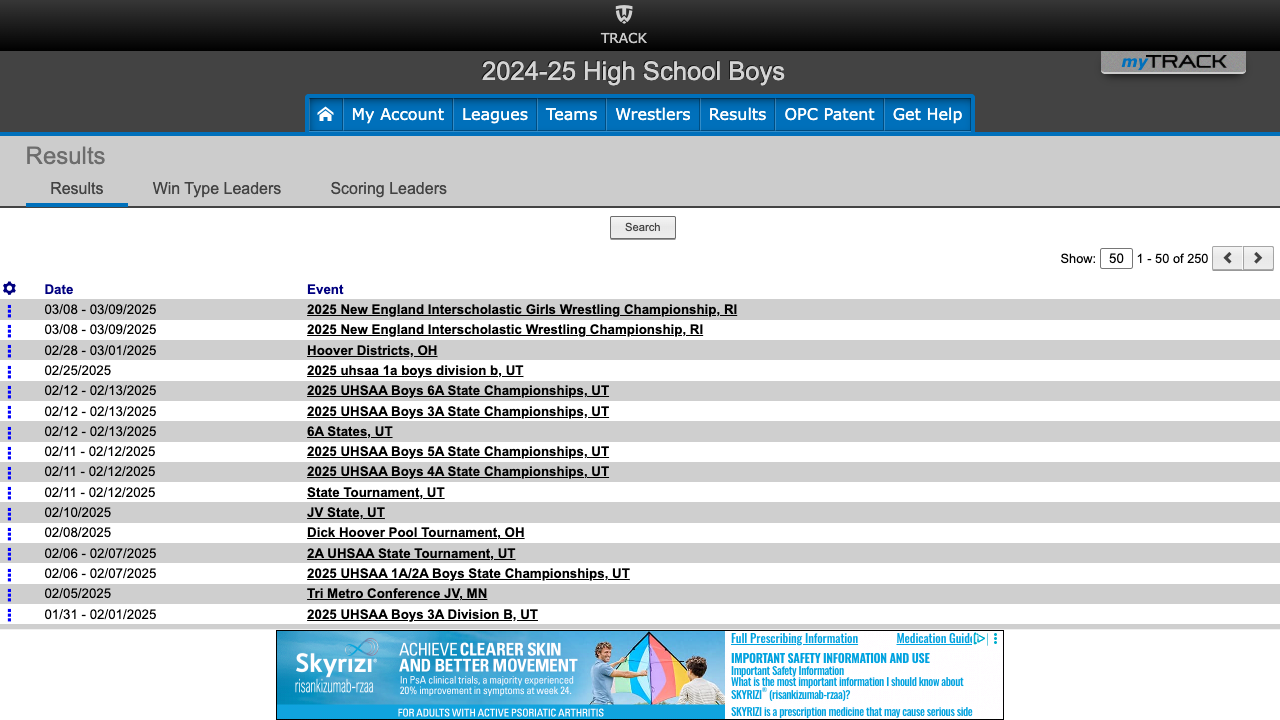 TRACK
2024-25 High School Boys
myTRACK
My Account Leagues Teams Wrestlers Results OPC Patent Get Help
Results
Results Win Type Leaders Scoring Leaders
Search
Show: 50 1 - 50 of 250
Date Event
03/08 - 03/09/2025 2025 New England Interscholastic Girls Wrestling Championship, RI
03/08 - 03/09/2025 2025 New England Interscholastic Wrestling Championship, RI
02/28 - 03/01/2025 Hoover Districts, OH
02/25/2025 2025 uhsaa 1a boys division b, UT
02/12 - 02/13/2025 2025 UHSAA Boys 6A State Championships, UT
02/12 - 02/13/2025 2025 UHSAA Boys 3A State Championships, UT
02/12 - 02/13/2025 6A States, UT
02/11 - 02/12/2025 2025 UHSAA Boys 5A State Championships, UT
02/11 - 02/12/2025 2025 UHSAA Boys 4A State Championships, UT
02/11 - 02/12/2025 State Tournament, UT
02/10/2025 JV State, UT
02/08/2025 Dick Hoover Pool Tournament, OH
02/06 - 02/07/2025 2A UHSAA State Tournament, UT
02/06 - 02/07/2025 2025 UHSAA 1A/2A Boys State Championships, UT
02/05/2025 Tri Metro Conference JV, MN
01/31 - 02/01/2025 2025 UHSAA Boys 3A Division B, UT
Skyrizi®
risankizumab-rzaa
ACHIEVE CLEARER SKIN
AND BETTER MOVEMENT
In PsA clinical trials, a majority experienced
20% improvement in symptoms at week 24.
FOR ADULTS WITH ACTIVE PSORIATIC ARTHRITIS
Full Prescribing Information Medication Guid
IMPORTANT SAFETY INFORMATION AND USE
Important Safety Information
What is the most important information I should know about
SKYRIZI® (risankizumab-rzaa)?
SKYRIZI is a prescription medicine that may cause serious side